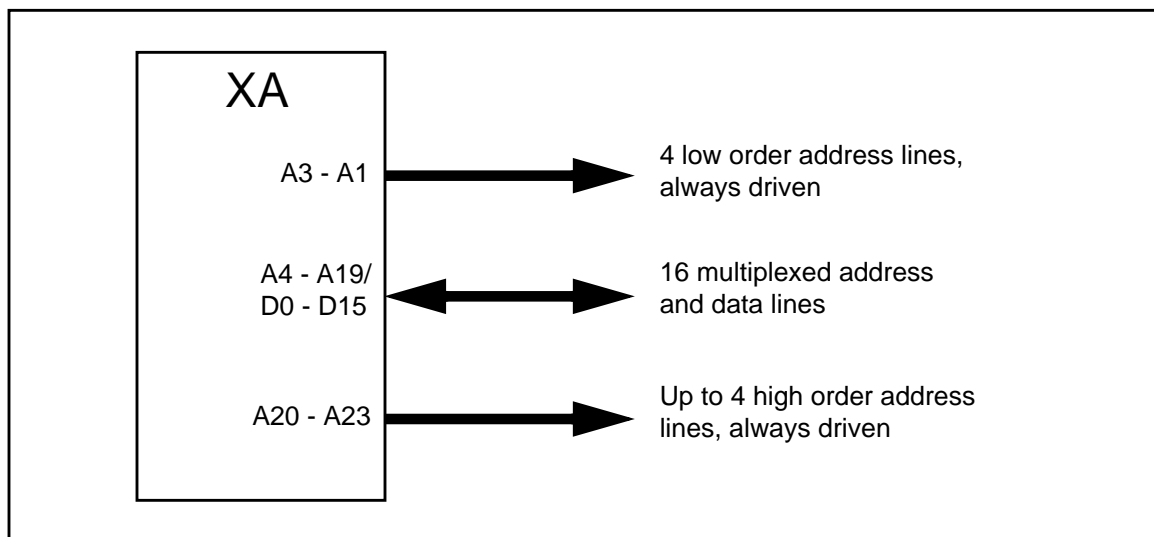 XA
A3 - A1
4 low order address lines,
always driven
A4 - A19/
D0 - D15
16 multiplexed address
and data lines
A20 - A23
Up to 4 high order address
lines, always driven